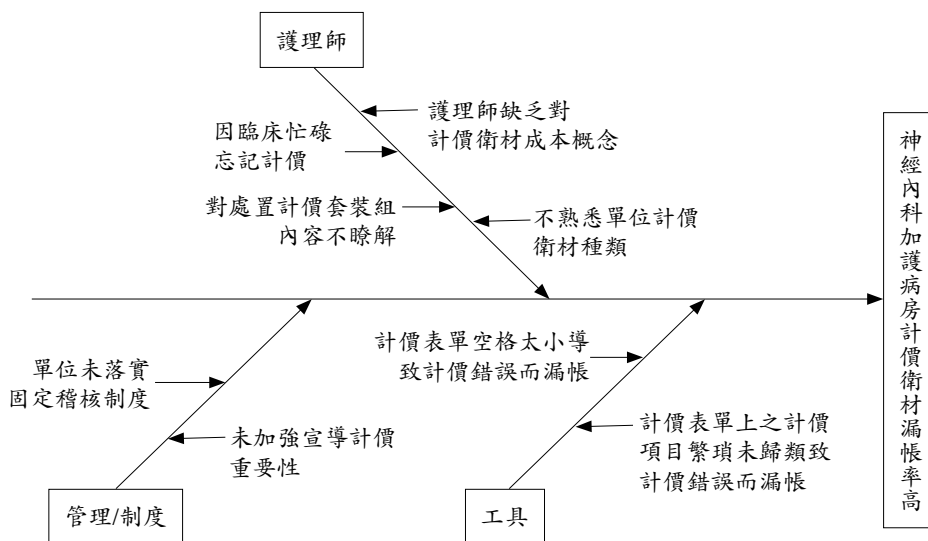 護理師
護理師缺乏對
計價衛材成本概念
因臨床忙碌
忘記計價
對處置計價套裝組
內容不瞭解
不熟悉單位計價
衛材種類
神經內科加護病房計價衛材漏帳率高
計價表單空格太小導
致計價錯誤而漏帳
單位未落實
固定稽核制度
計價表單上之計價
項目繁瑣未歸類致
計價錯誤而漏帳
未加強宣導計價
重要性
管理/制度
工具